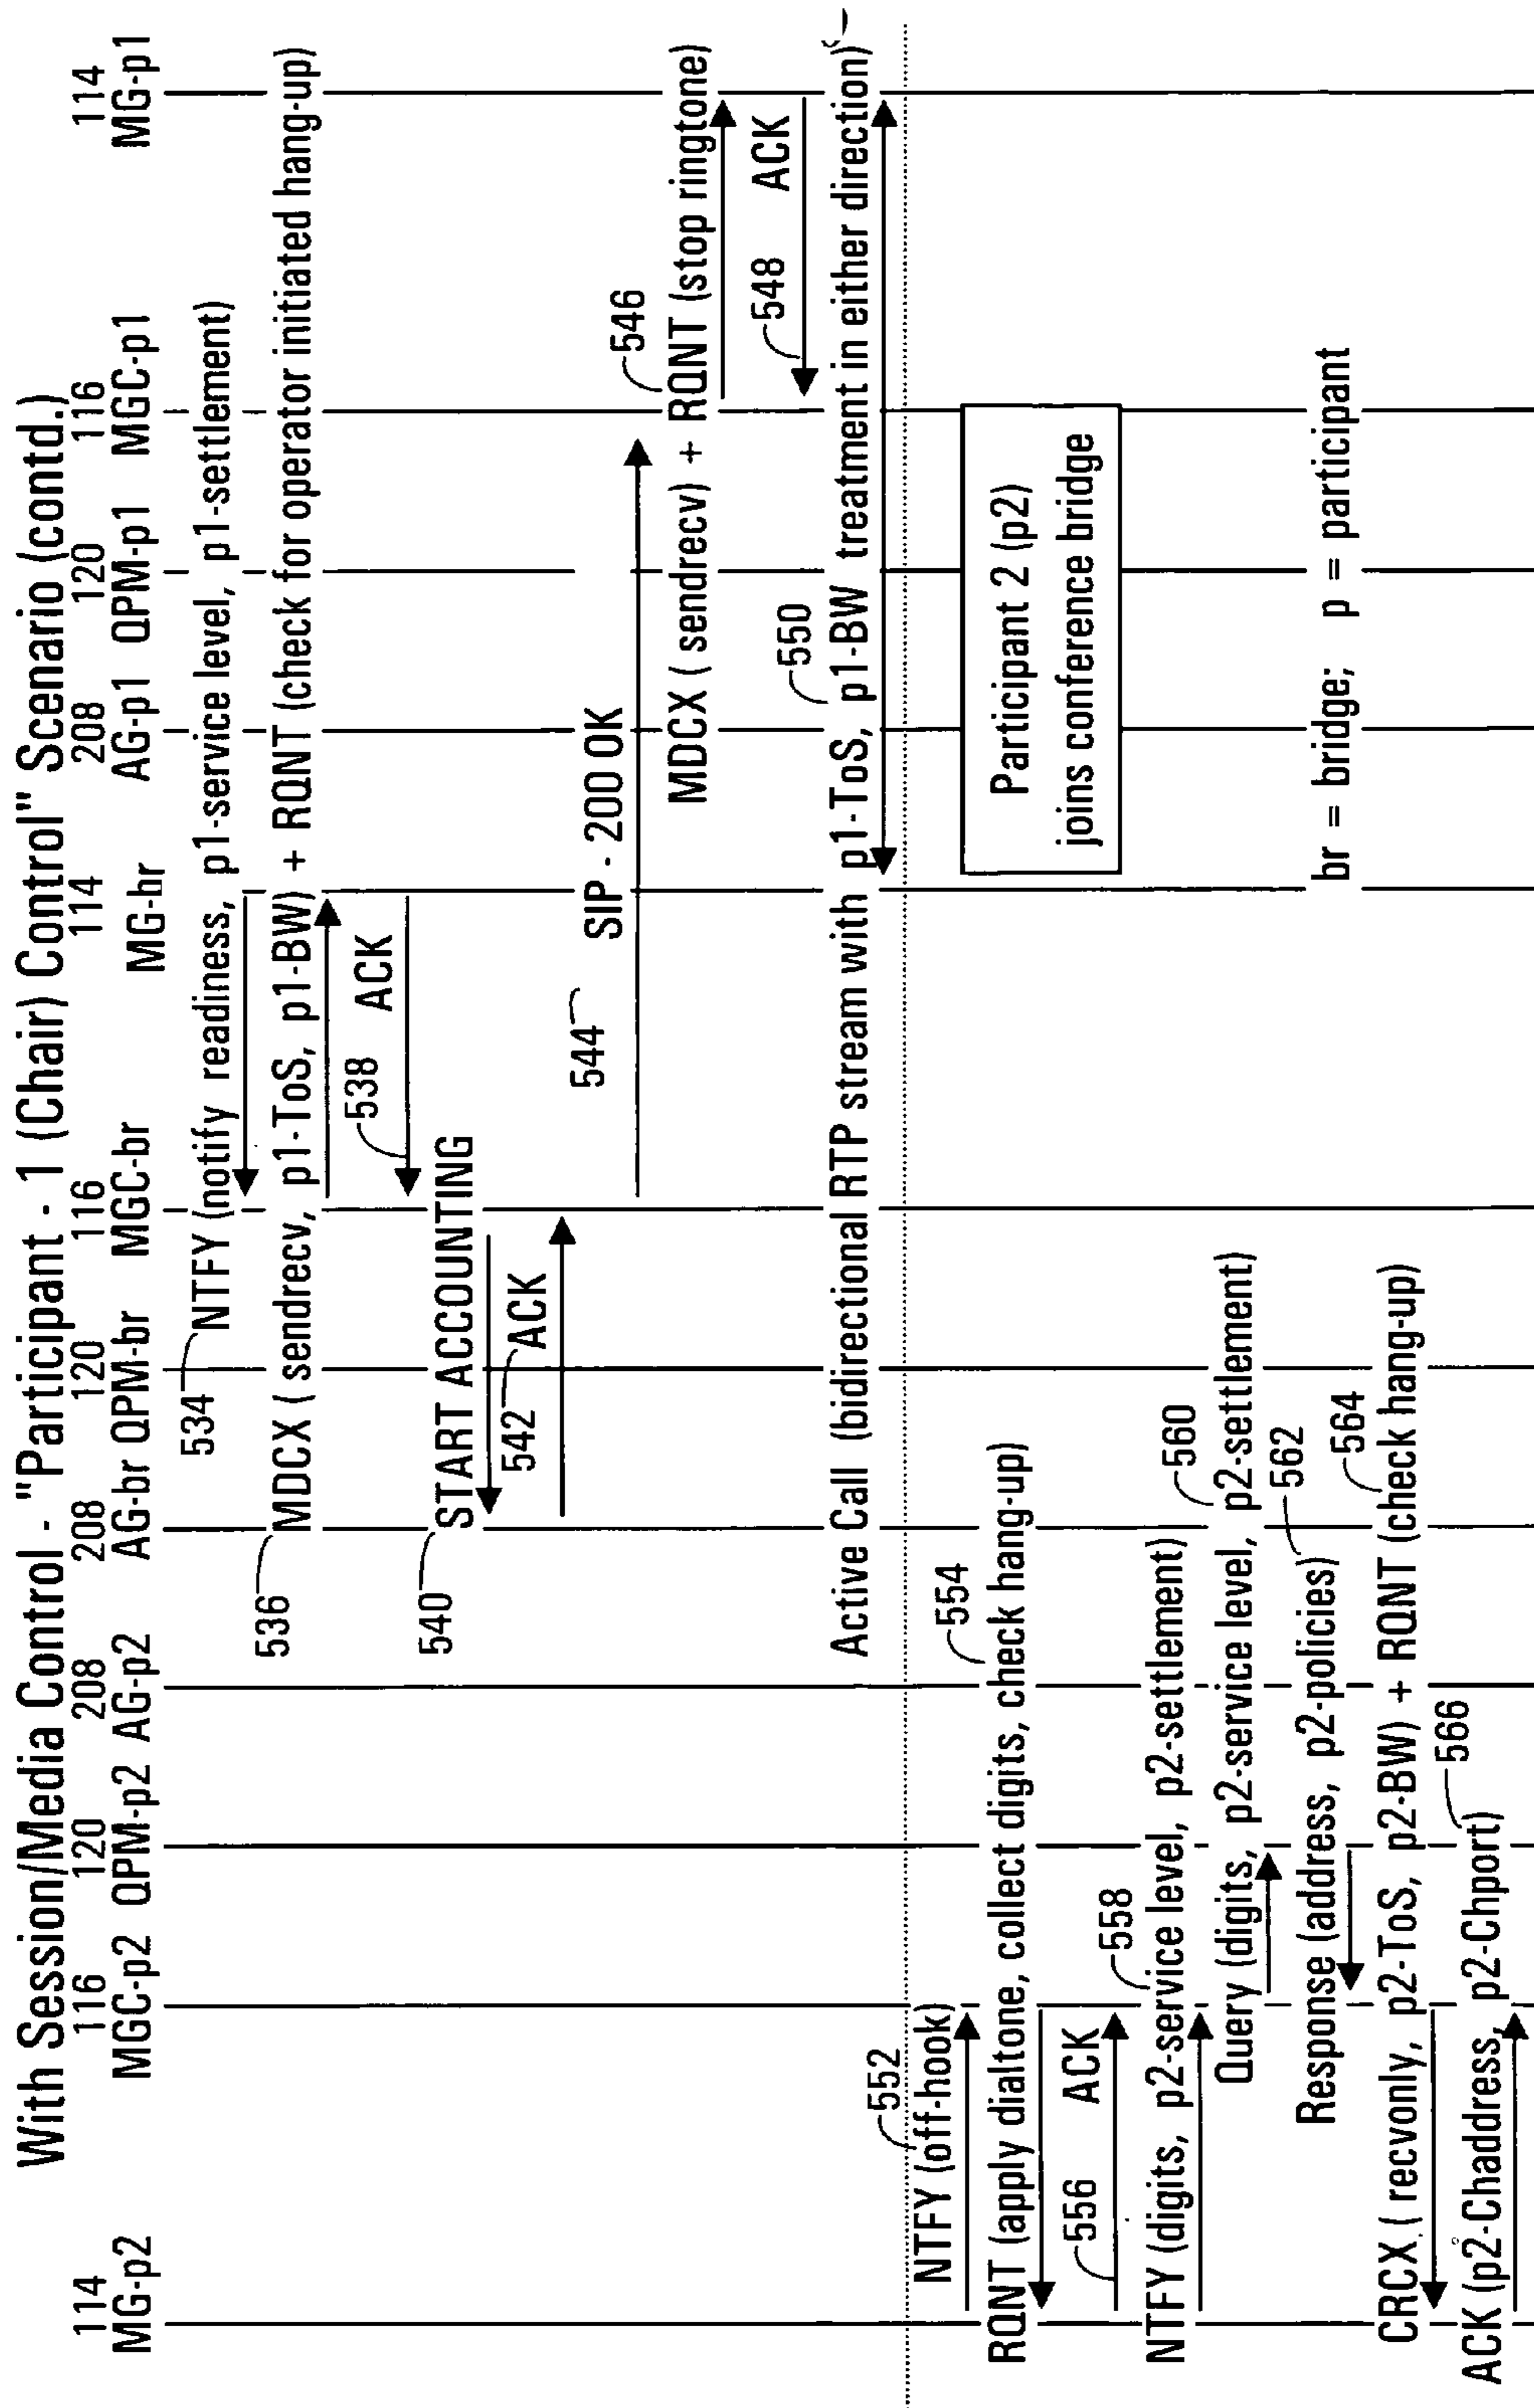 With Session/Media Control - "Participant - 1 (Chair) Control" Scenario (contd.)
114 116 120 208 208 120 116 114 208 120 116 114
MG-p2 MGC-p2 QPM-p2 AG-p2 AG-br QPM-br MGC-br MG-br AG-p1 QPM-p1 MGC-p1 MG-p1
534 NTFY (notify readiness, p1-service level, p1-settlement)
536 MDCX ( sendrecv, p1-ToS, p1-BW) + RQNT (check for operator initiated hang-up)
538 ACK
540 START ACCOUNTING
542 ACK
544 SIP - 200 OK
546
MDCX ( sendrecv) + RQNT (stop ringtone)
548 ACK
550
Active Call (bidirectional RTP stream with p1-ToS, p1-BW treatment in either direction)
552
NTFY (off-hook)
554
RQNT (apply dialtone, collect digits, check hang-up)
Participant 2 (p2)
joins conference bridge
556 ACK
558
NTFY (digits, p2-service level, p2-settlement)
560
Query (digits, p2-service level, p2-settlement)
562
Response (address, p2-policies)
br = bridge; p = participant
564
CRCX ( recvonly, p2-ToS, p2-BW) + RQNT (check hang-up)
566
ACK (p2-Chaddress, p2-Chport)